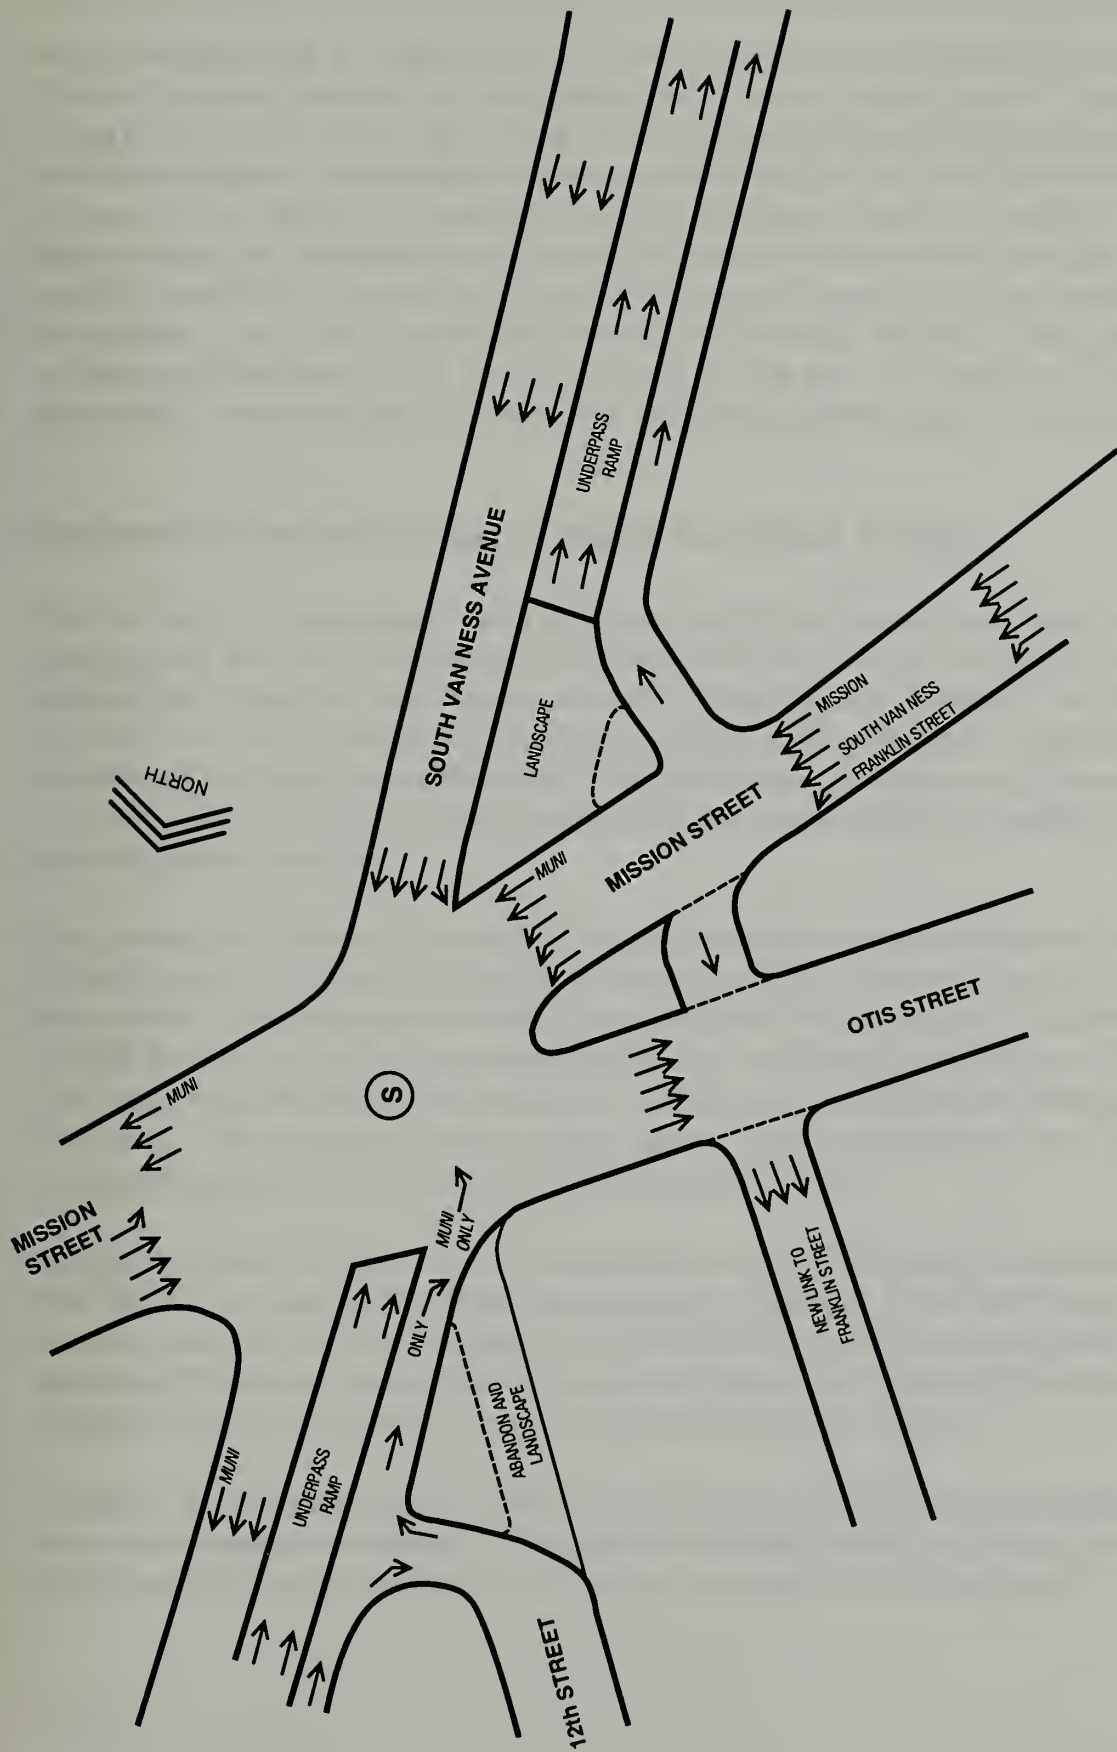 UNDERPASS
RAMP
SOUTH VAN NESS AVENUE
LANDSCAPE
MISSION
SOUTH VAN NESS
FRANKLIN STREET
NORTH
MUNI
MISSION STREET
OTIS STREET
MUNI
S
MISSION
STREET
MUNI
ONLY
ONLY
NEW LINK TO
FRANKLIN STREET
ABANDON AND
LANDSCAPE
MUNI
UNDERPASS
RAMP
12th STREET